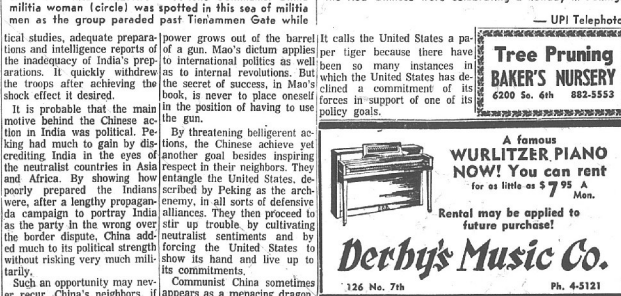 militia woman (circle) was spotted in this sea of militia
men as the group paraded past Tien'ammen Gate while
— UPI Telephoto
tical studies, adequate prepara-
tions and intelligence reports of
the inadequacy of India's prep-
arations. It quickly withdrew
the troops after achieving the
shock effect it desired.
It is probable that the main
motive behind the Chinese ac-
tion in India was political. Pe-
king had much to gain by dis-
crediting India in the eyes of
the neutralist countries in Asia
and Africa. By showing how
poorly prepared the Indians
were, after a lengthy propagan-
da campaign to portray India
as the party in the wrong over
the border dispute, China add-
ed much to its political strength
without risking very much mili-
tarily.
Such an opportunity may nev-
er recur. China's neighbors, if
power grows out of the barrel
of a gun. Mao's dictum applies
to international politics as well
as to internal revolutions. But
the secret of success, in Mao's
book, is never to place oneself
in the position of having to use
the gun.
By threatening belligerent ac-
tions, the Chinese achieve yet
another goal besides inspiring
respect in their neighbors. They
entangle the United States, de-
scribed by Peking as the arch-
enemy, in all sorts of defensive
alliances. They then proceed to
stir up trouble by cultivating
neutralist sentiments and by
forcing the United States to
show its hand and live up to
its commitments.
Communist China sometimes
appears as a menacing dragon,
It calls the United States a pa-
per tiger because there have
been so many instances in
which the United States has de-
clined a commitment of its
forces in support of one of its
policy goals.
Tree Pruning
BAKER'S NURSERY
6200 So. 6th 882-5553
A famous
WURLITZER PIANO
NOW! You can rent
for as little as $7.95 A Mon.
Rental may be applied to
future purchase!
Derby's Music Co.
126 No. 7th Ph. 4-5121